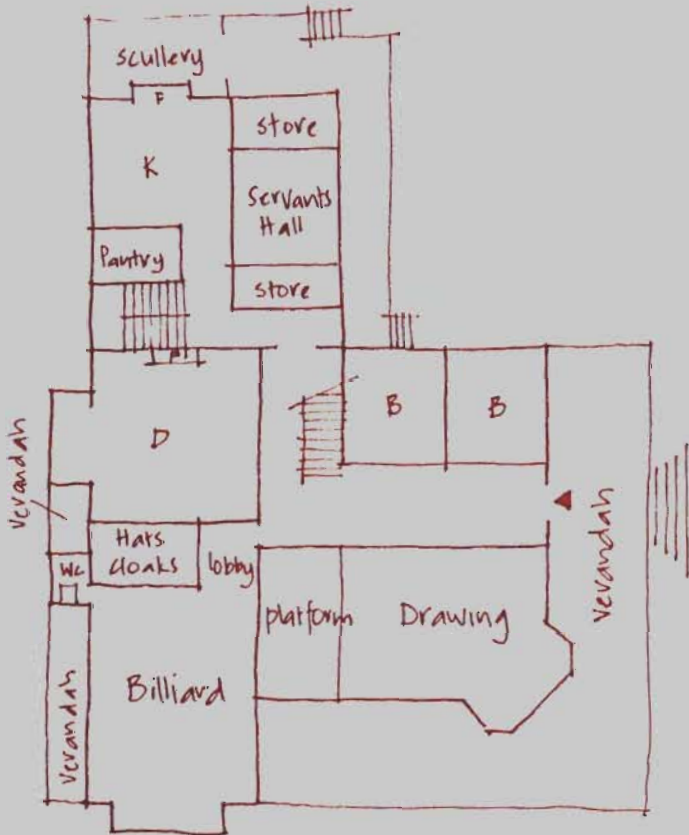 scullery
F
store
K
Servants
Hall
Pantry
store
D
B
B
verandah
Hats
cloaks
lobby
WC
verandah
platform
Drawing
Billiard
verandah